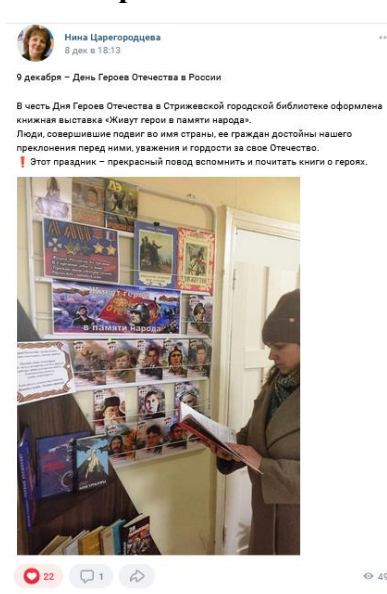 Нина Царегородцева
8 дек в 18:13
9 декабря – День Героев Отечества в России
В честь Дня Героев Отечества в Стрижевской городской библиотеке оформлена
книжная выставка «Живут герои в памяти народа».
Люди, совершившие подвиг во имя страны, ее граждан достойны нашего
преклонения перед ними, уважения и гордости за свое Отечество.
❗ Этот праздник – прекрасный повод вспомнить и почитать книги о героях.
Живут герои
в памяти народа
22
1
49